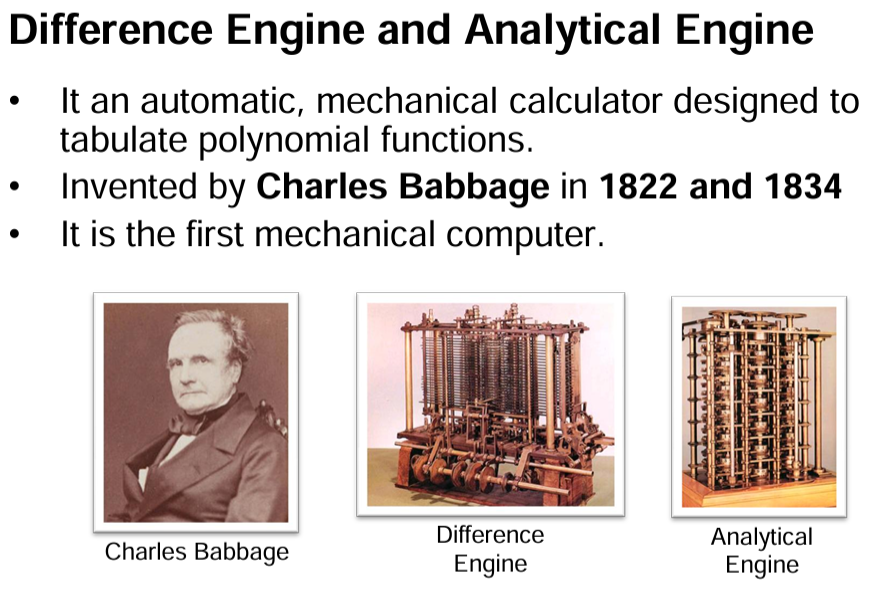 Difference Engine and Analytical Engine
• It an automatic, mechanical calculator designed to
tabulate polynomial functions.
• Invented by Charles Babbage in 1822 and 1834
• It is the first mechanical computer.
Charles Babbage
Difference
Engine
Analytical
Engine